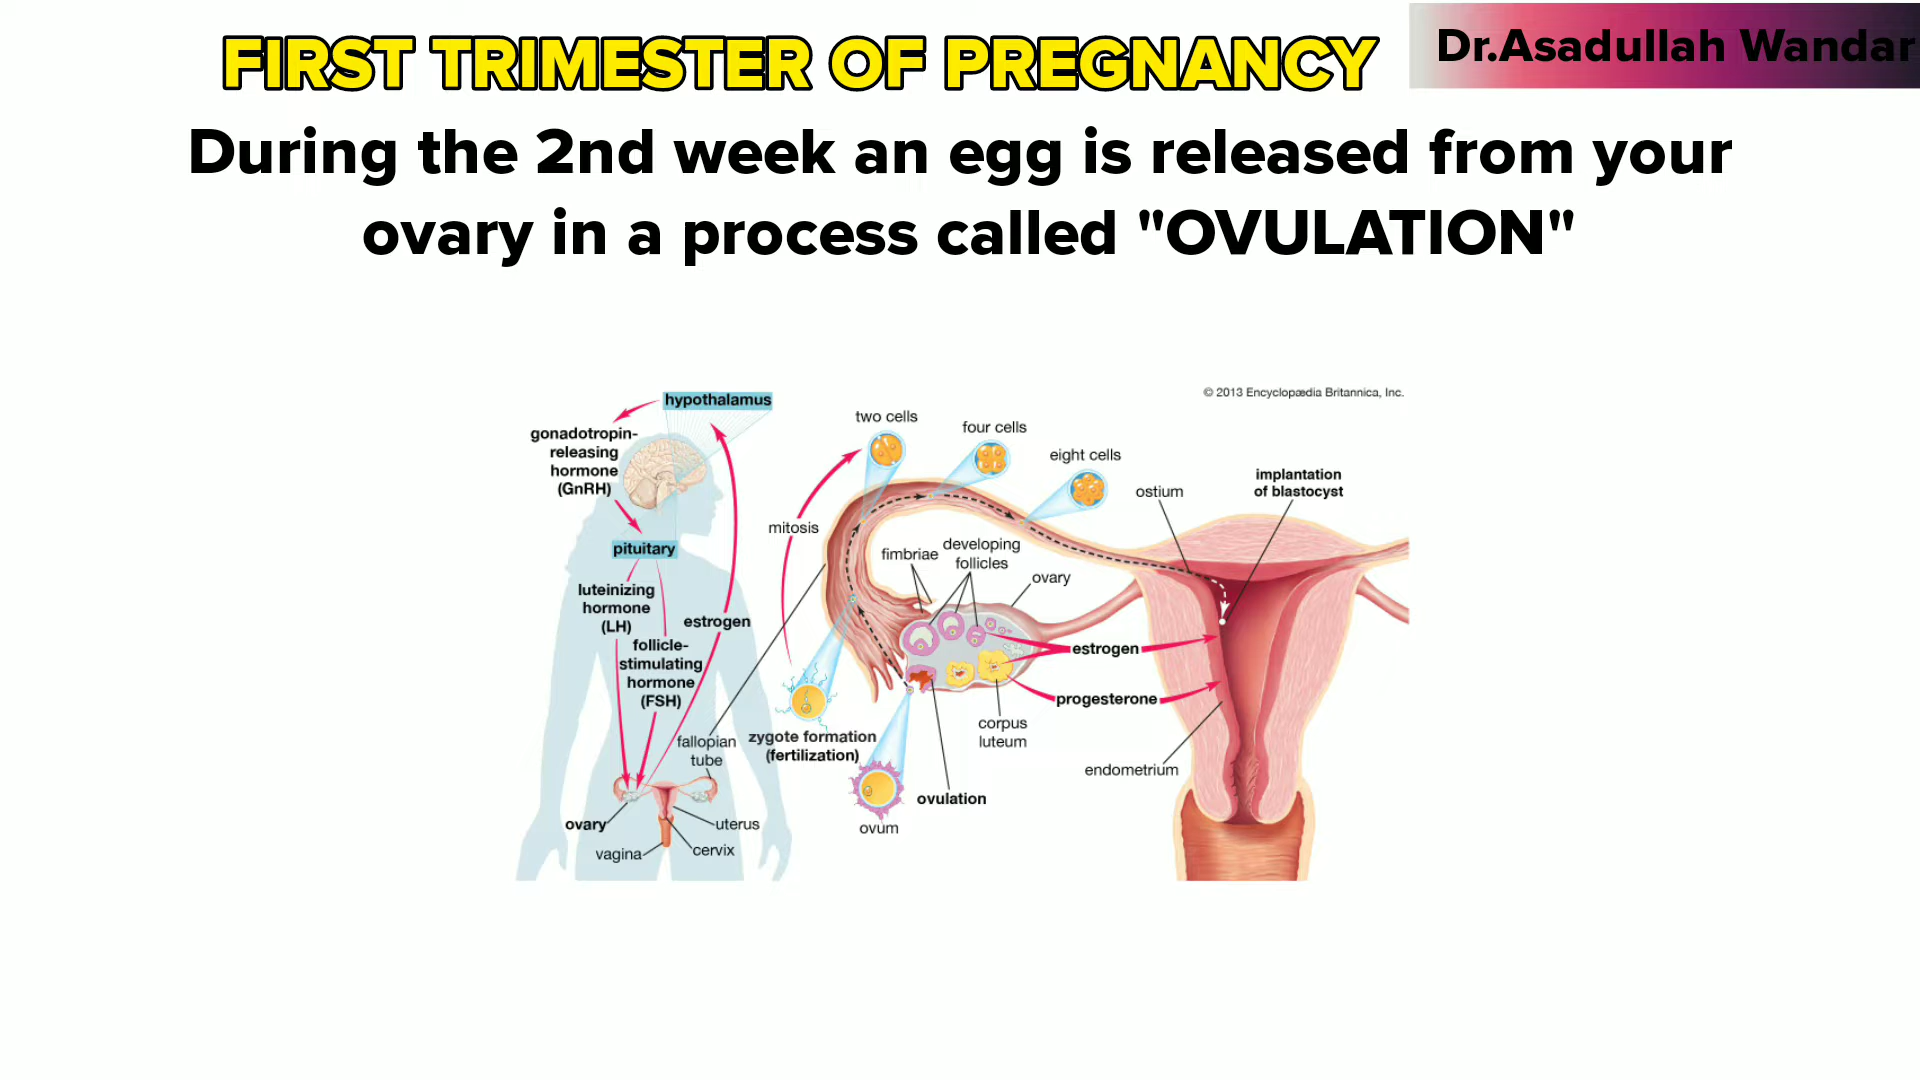 FIRST TRIMESTER OF PREGNANCY
Dr.Asadullah Wandar
During the 2nd week an egg is released from your
ovary in a process called "OVULATION"
© 2013 Encyclopædia Britannica, Inc.
hypothalamus
gonadotropin-
releasing
hormone
(GnRH)
pituitary
luteinizing
hormone
(LH)
estrogen
follicle-
stimulating
hormone
(FSH)
fallopian
tube
ovary
uterus
vagina
cervix
two cells
four cells
eight cells
mitosis
fimbriae
developing
follicles
ovary
ostium
implantation
of blastocyst
estrogen
progesterone
corpus
luteum
endometrium
zygote formation
(fertilization)
ovulation
ovum